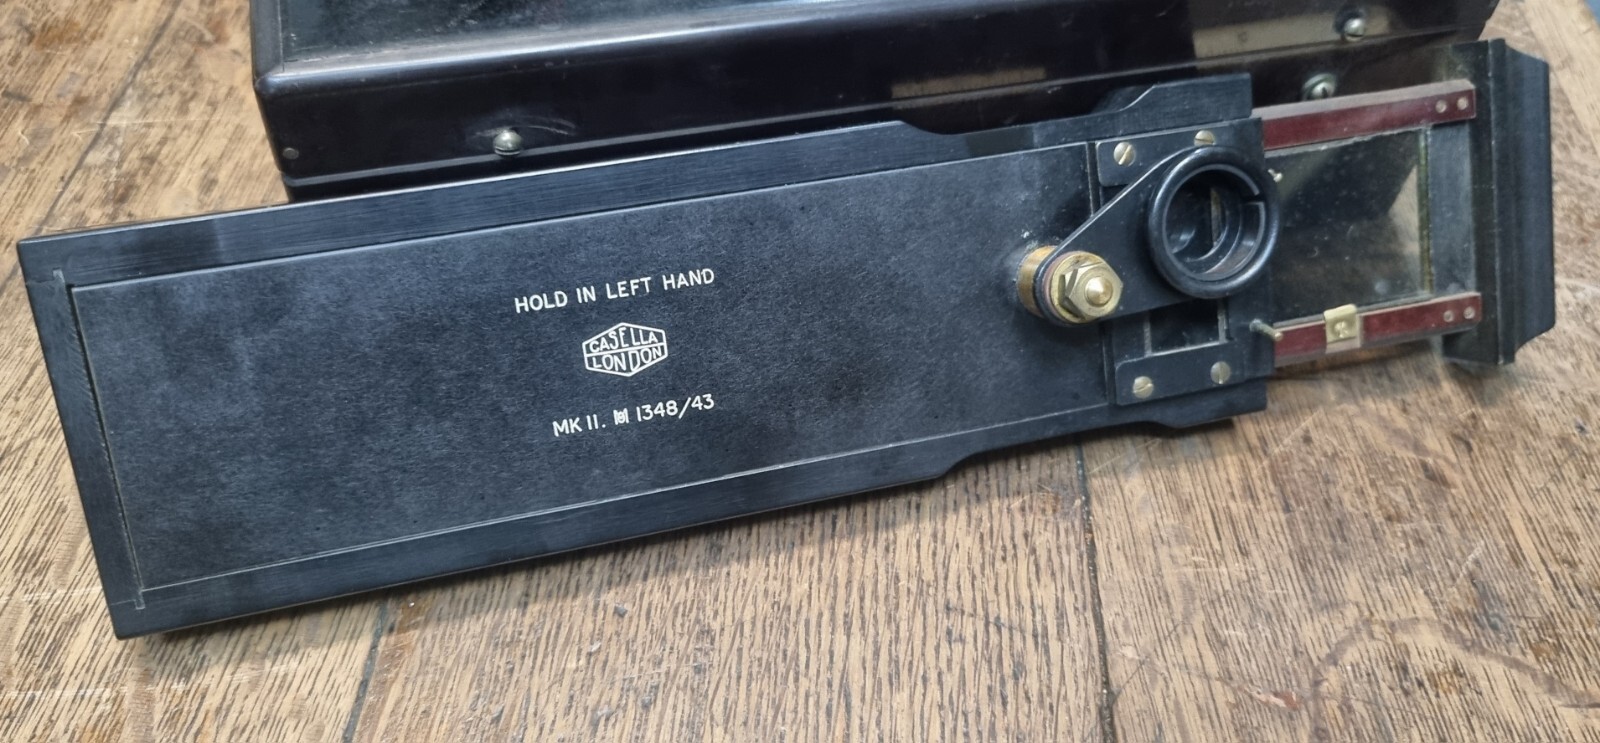 HOLD IN LEFT HAND
CASELLA
LONDON
MK II. M 1348/43